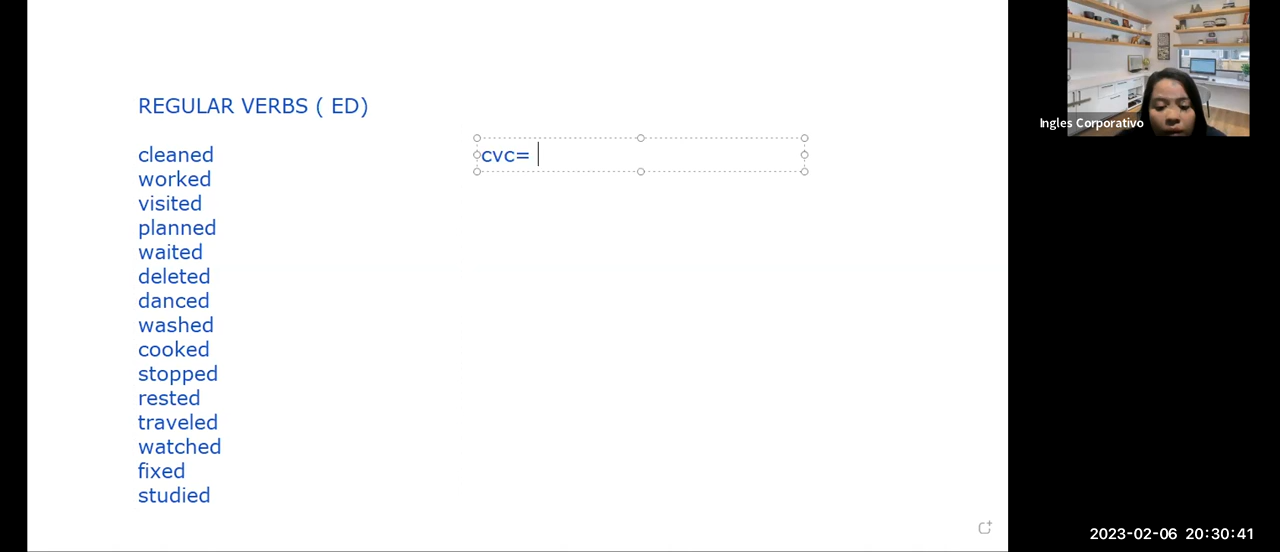 REGULAR VERBS ( ED)
cleaned
worked
visited
planned
waited
deleted
danced
washed
cooked
stopped
rested
traveled
watched
fixed
studied
cvc=
Ingles Corporativo
2023-02-06 20:30:41